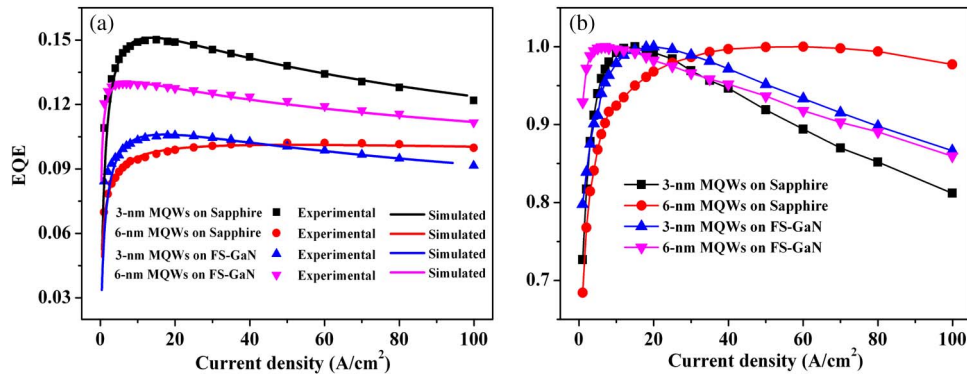 (a)
0.15
0.12
0.09
0.06
0.03
EQE
3-nm MQWs on Sapphire Experimental Simulated
6-nm MQWs on Sapphire Experimental Simulated
3-nm MQWs on FS-GaN Experimental Simulated
6-nm MQWs on FS-GaN Experimental Simulated
0 20 40 60 80 100
Current density (A/cm²)
(b)
1.0
0.9
0.8
0.7
3-nm MQWs on Sapphire
6-nm MQWs on Sapphire
3-nm MQWs on FS-GaN
6-nm MQWs on FS-GaN
0 20 40 60 80 100
Current density (A/cm²)